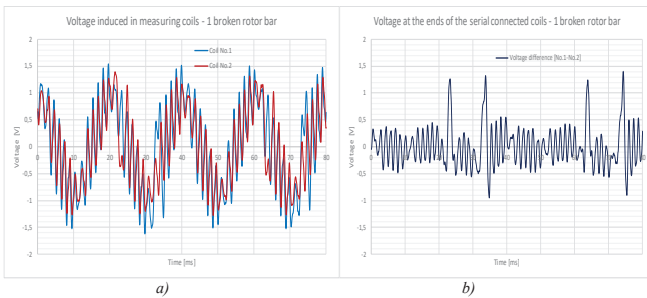 Voltage induced in measuring coils - 1 broken rotor bar
Coil No.1
Coil No.2
2
1,5
1
0,5
0
-0,5
-1
-1,5
-2
Voltage [V]
0 10 20 30 40 50 60 70 80
Time [ms]
a)
Voltage at the ends of the serial connected coils - 1 broken rotor bar
Voltage difference [No.1-No.2]
2
1,5
1
0,5
0
-0,5
-1
-1,5
-2
Voltage [V]
Time [ms]
b)